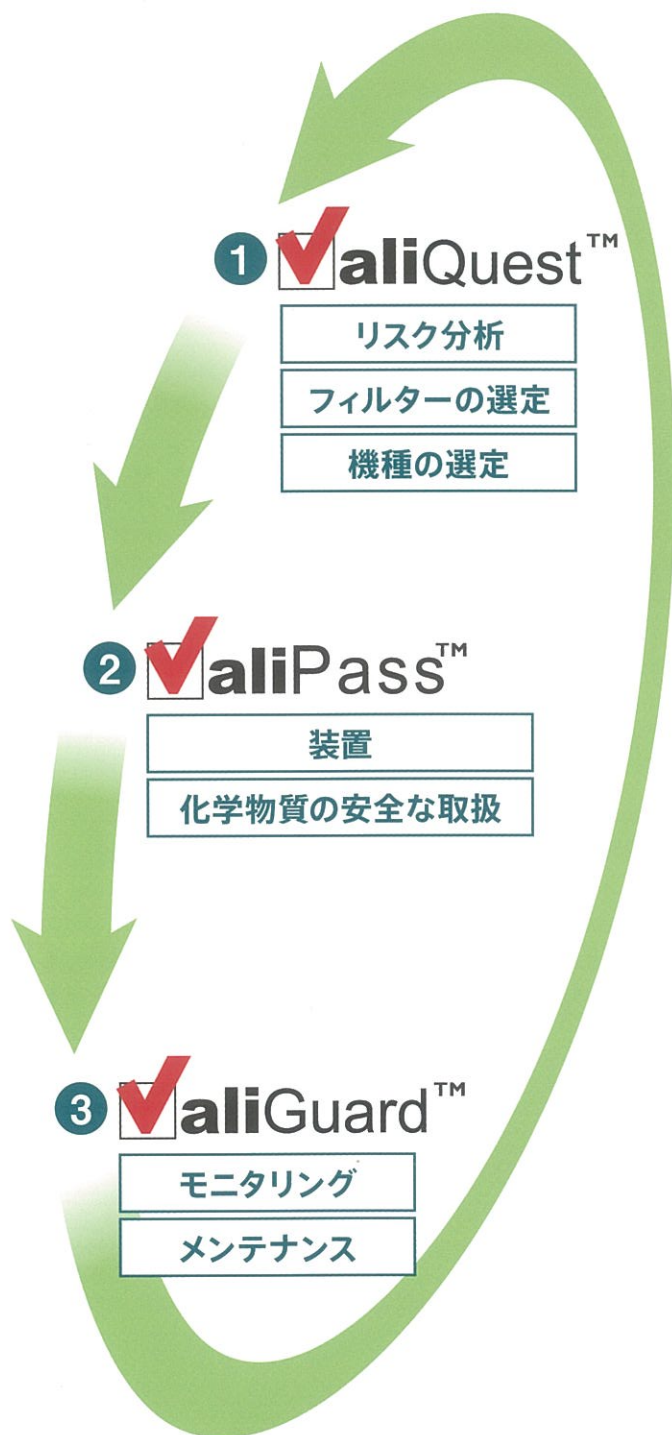 1 ValiQuest™
リスク分析
フィルターの選定
機種の選定
2 ValiPass™
装置
化学物質の安全な取扱
3 ValiGuard™
モニタリング
メンテナンス